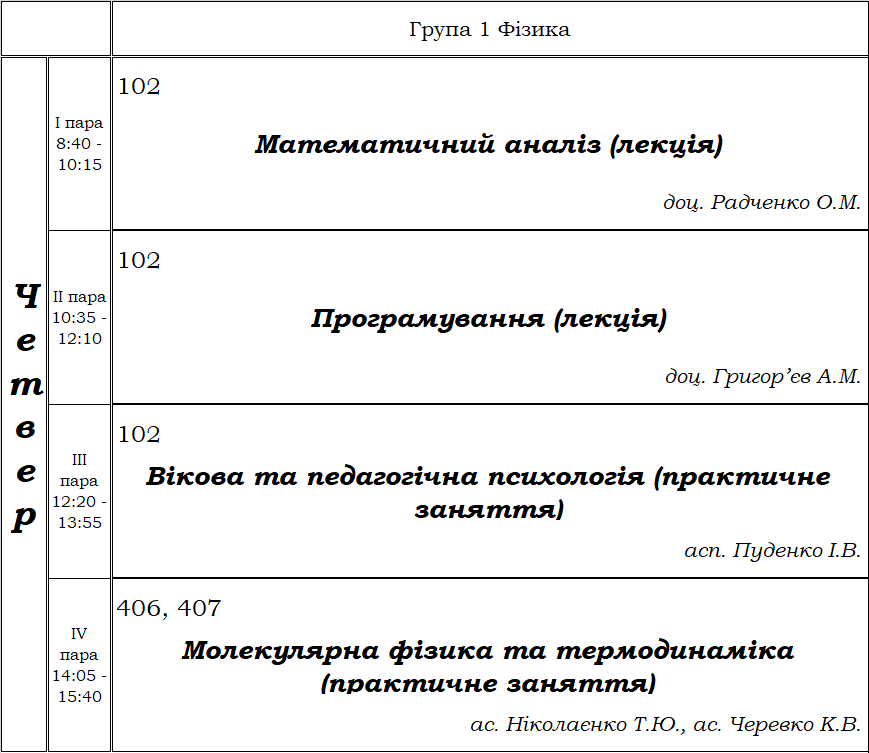 Група 1 Фізика
Четвер
І пара
8:40 -
10:15
102
Математичний аналіз (лекція)
доц. Радченко О.М.
ІІ пара
10:35 -
12:10
102
Програмування (лекція)
доц. Григор’єв А.М.
ІІІ
пара
12:20 -
13:55
102
Вікова та педагогічна психологія (практичне
заняття)
асп. Пуденко І.В.
IV
пара
14:05 -
15:40
406, 407
Молекулярна фізика та термодинаміка
(практичне заняття)
ас. Ніколаєнко Т.Ю., ас. Черевко К.В.